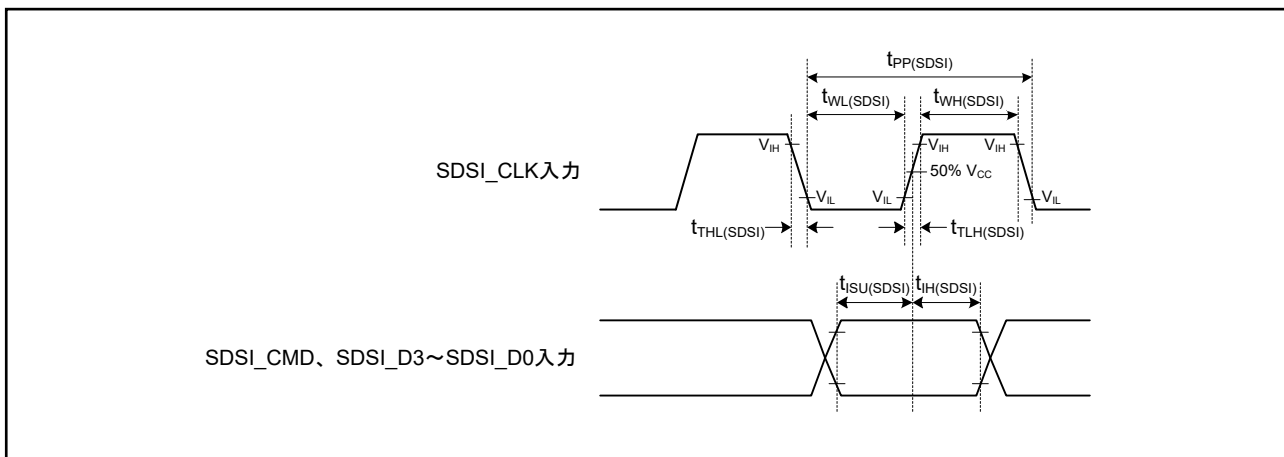 tPP(SDSI)
tWL(SDSI) tWH(SDSI)
VIH VIH VIH
SDSI_CLK入力 50% VCC
VIL VIL VIL
tTHL(SDSI) tTLH(SDSI)
tISU(SDSI) tIH(SDSI)
SDSI_CMD、SDSI_D3～SDSI_D0入力